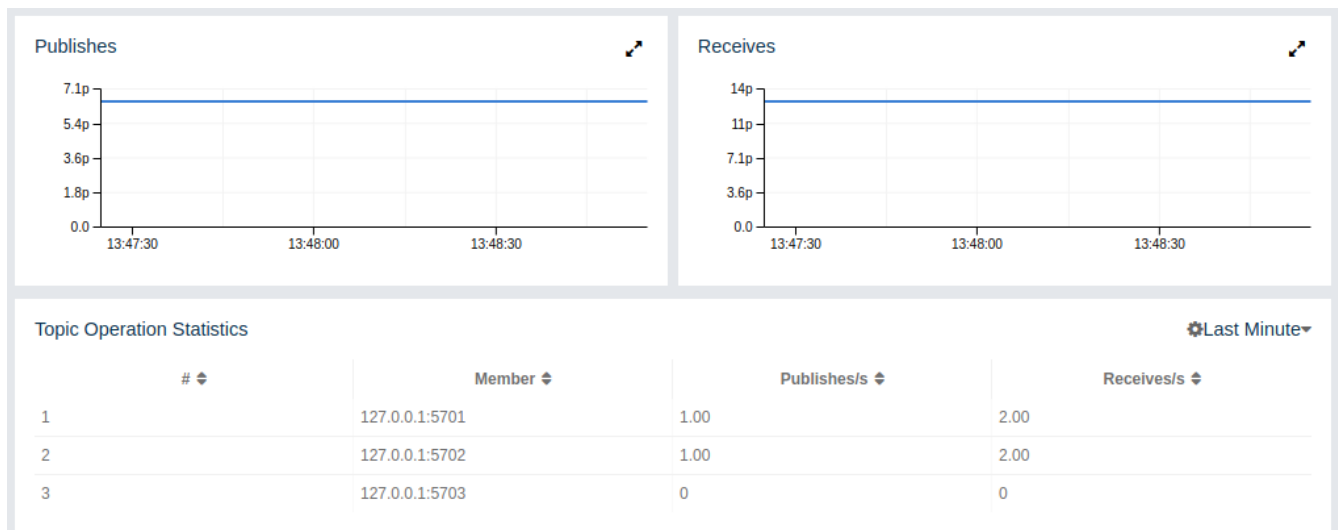 Publishes
7.1p
5.4p
3.6p
1.8p
0.0
13:47:30 13:48:00 13:48:30
Receives
14p
11p
7.1p
3.6p
0.0
13:47:30 13:48:00 13:48:30
Topic Operation Statistics Last Minute
# Member Publishes/s Receives/s
1 127.0.0.1:5701 1.00 2.00
2 127.0.0.1:5702 1.00 2.00
3 127.0.0.1:5703 0 0